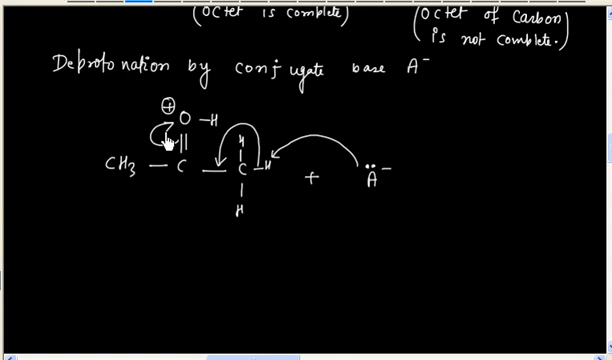 (Octet is complete) (Octet of Carbon
is not complete.)
Deprotonation by conjugate base A⁻
⊕
O - H
||
H
CH3 — C — C - H + Ä⁻
H